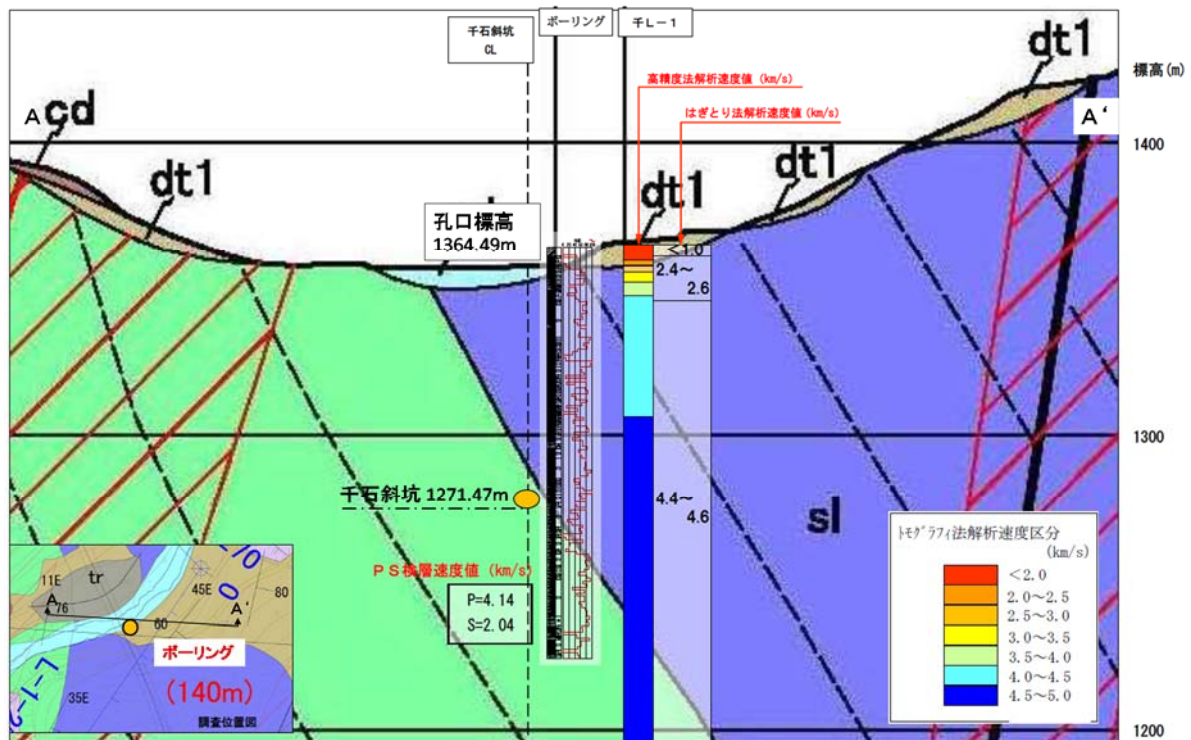 千石斜坑
CL
ボーリング
千L－1
標高(m)
高精度法解析速度値 (km/s)
はぎとり法解析速度値 (km/s)
A
cd
dt1
dt1
dt1
dt1
A‘
1400
孔口標高
1364.49m
<1.0
2.4～
2.6
1300
千石斜坑 1271.47m
4.4～
4.6
sl
ＰＳ検層速度値 (km/s)
P=4.14
S=2.04
ﾄﾓｸﾞﾗﾌｨ法解析速度区分
(km/s)
<2.0
2.0～2.5
2.5～3.0
3.0～3.5
3.5～4.0
4.0～4.5
4.5～5.0
1200
11E
tr
45E
80
A
76
60
A'
ボーリング
(140m)
L-1-2
35E
調査位置図